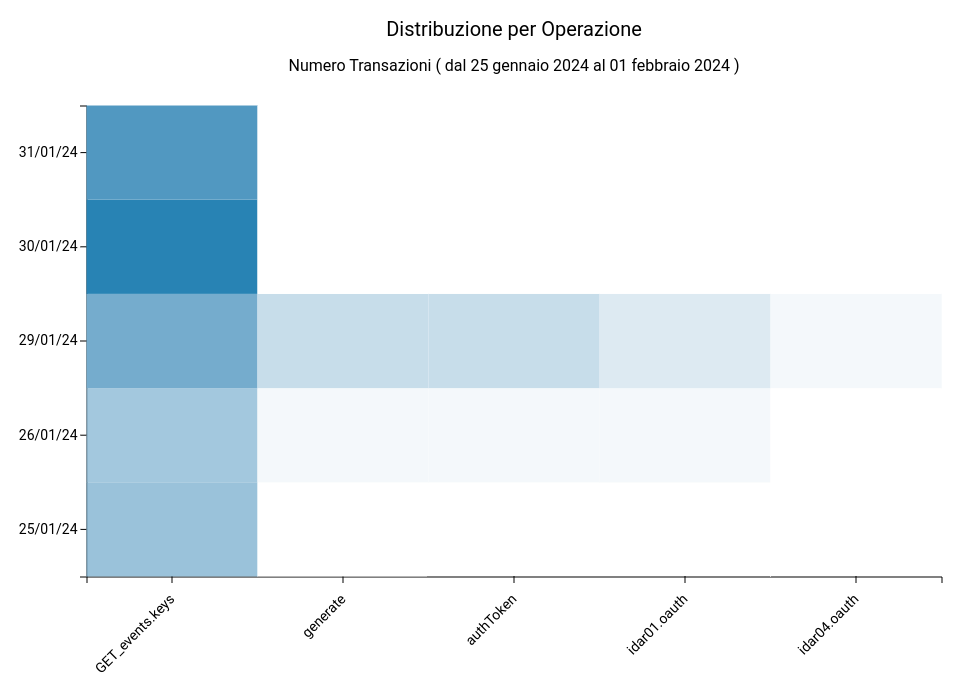 Distribuzione per Operazione
Numero Transazioni ( dal 25 gennaio 2024 al 01 febbraio 2024 )
31/01/24
30/01/24
29/01/24
26/01/24
25/01/24
GET_events.keys
generate
authToken
idar01.oauth
idar04.oauth